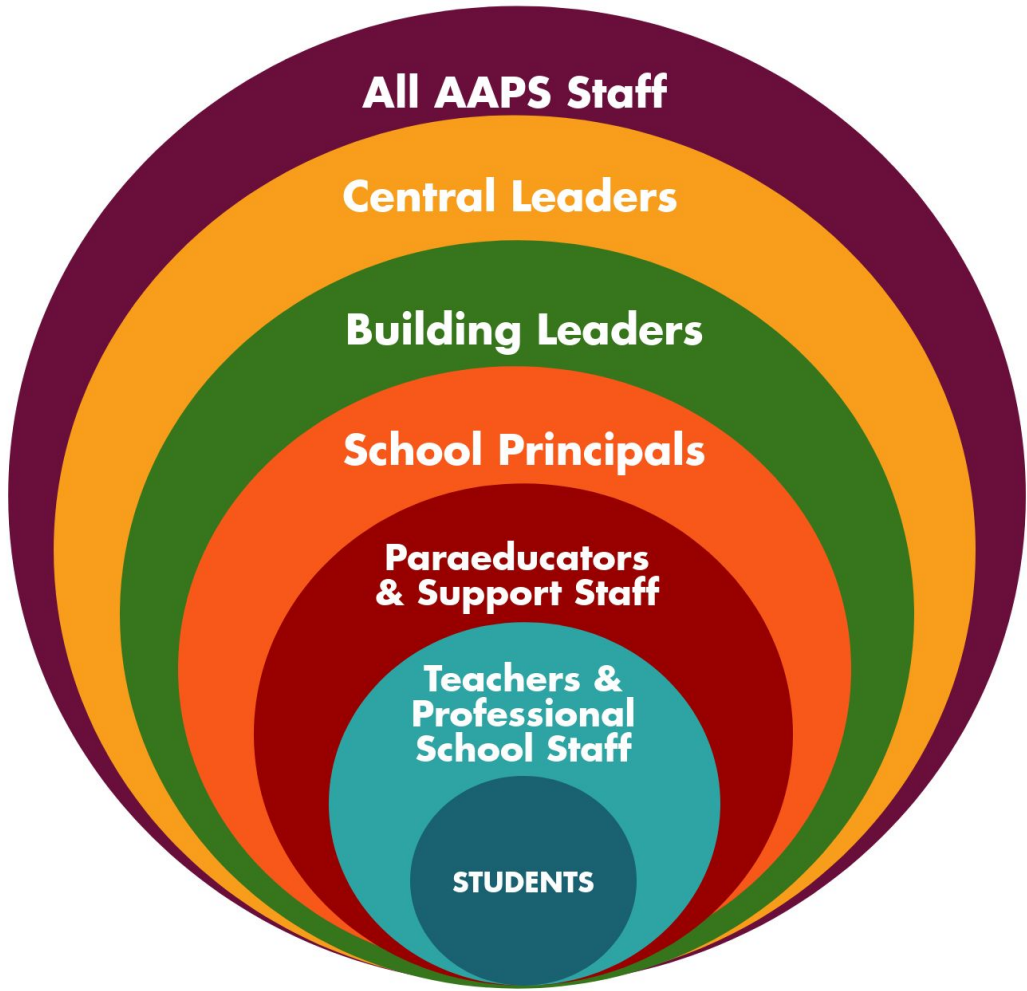 All AAPS Staff
Central Leaders
Building Leaders
School Principals
Paraeducators
& Support Staff
Teachers &
Professional
School Staff
STUDENTS